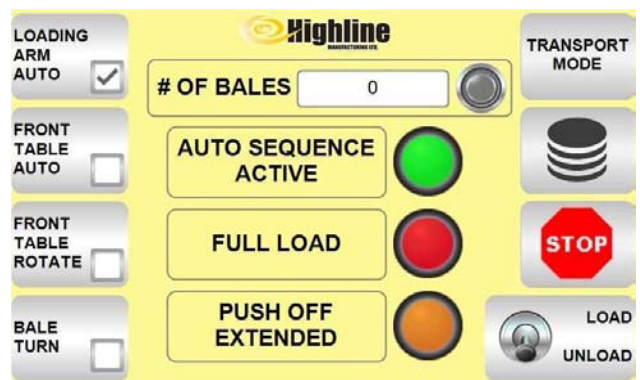 LOADING
ARM
AUTO
Highline
MANUFACTURING LTD.
TRANSPORT
MODE
# OF BALES
0
FRONT
TABLE
AUTO
AUTO SEQUENCE
ACTIVE
FRONT
TABLE
ROTATE
FULL LOAD
STOP
BALE
TURN
PUSH OFF
EXTENDED
LOAD
UNLOAD